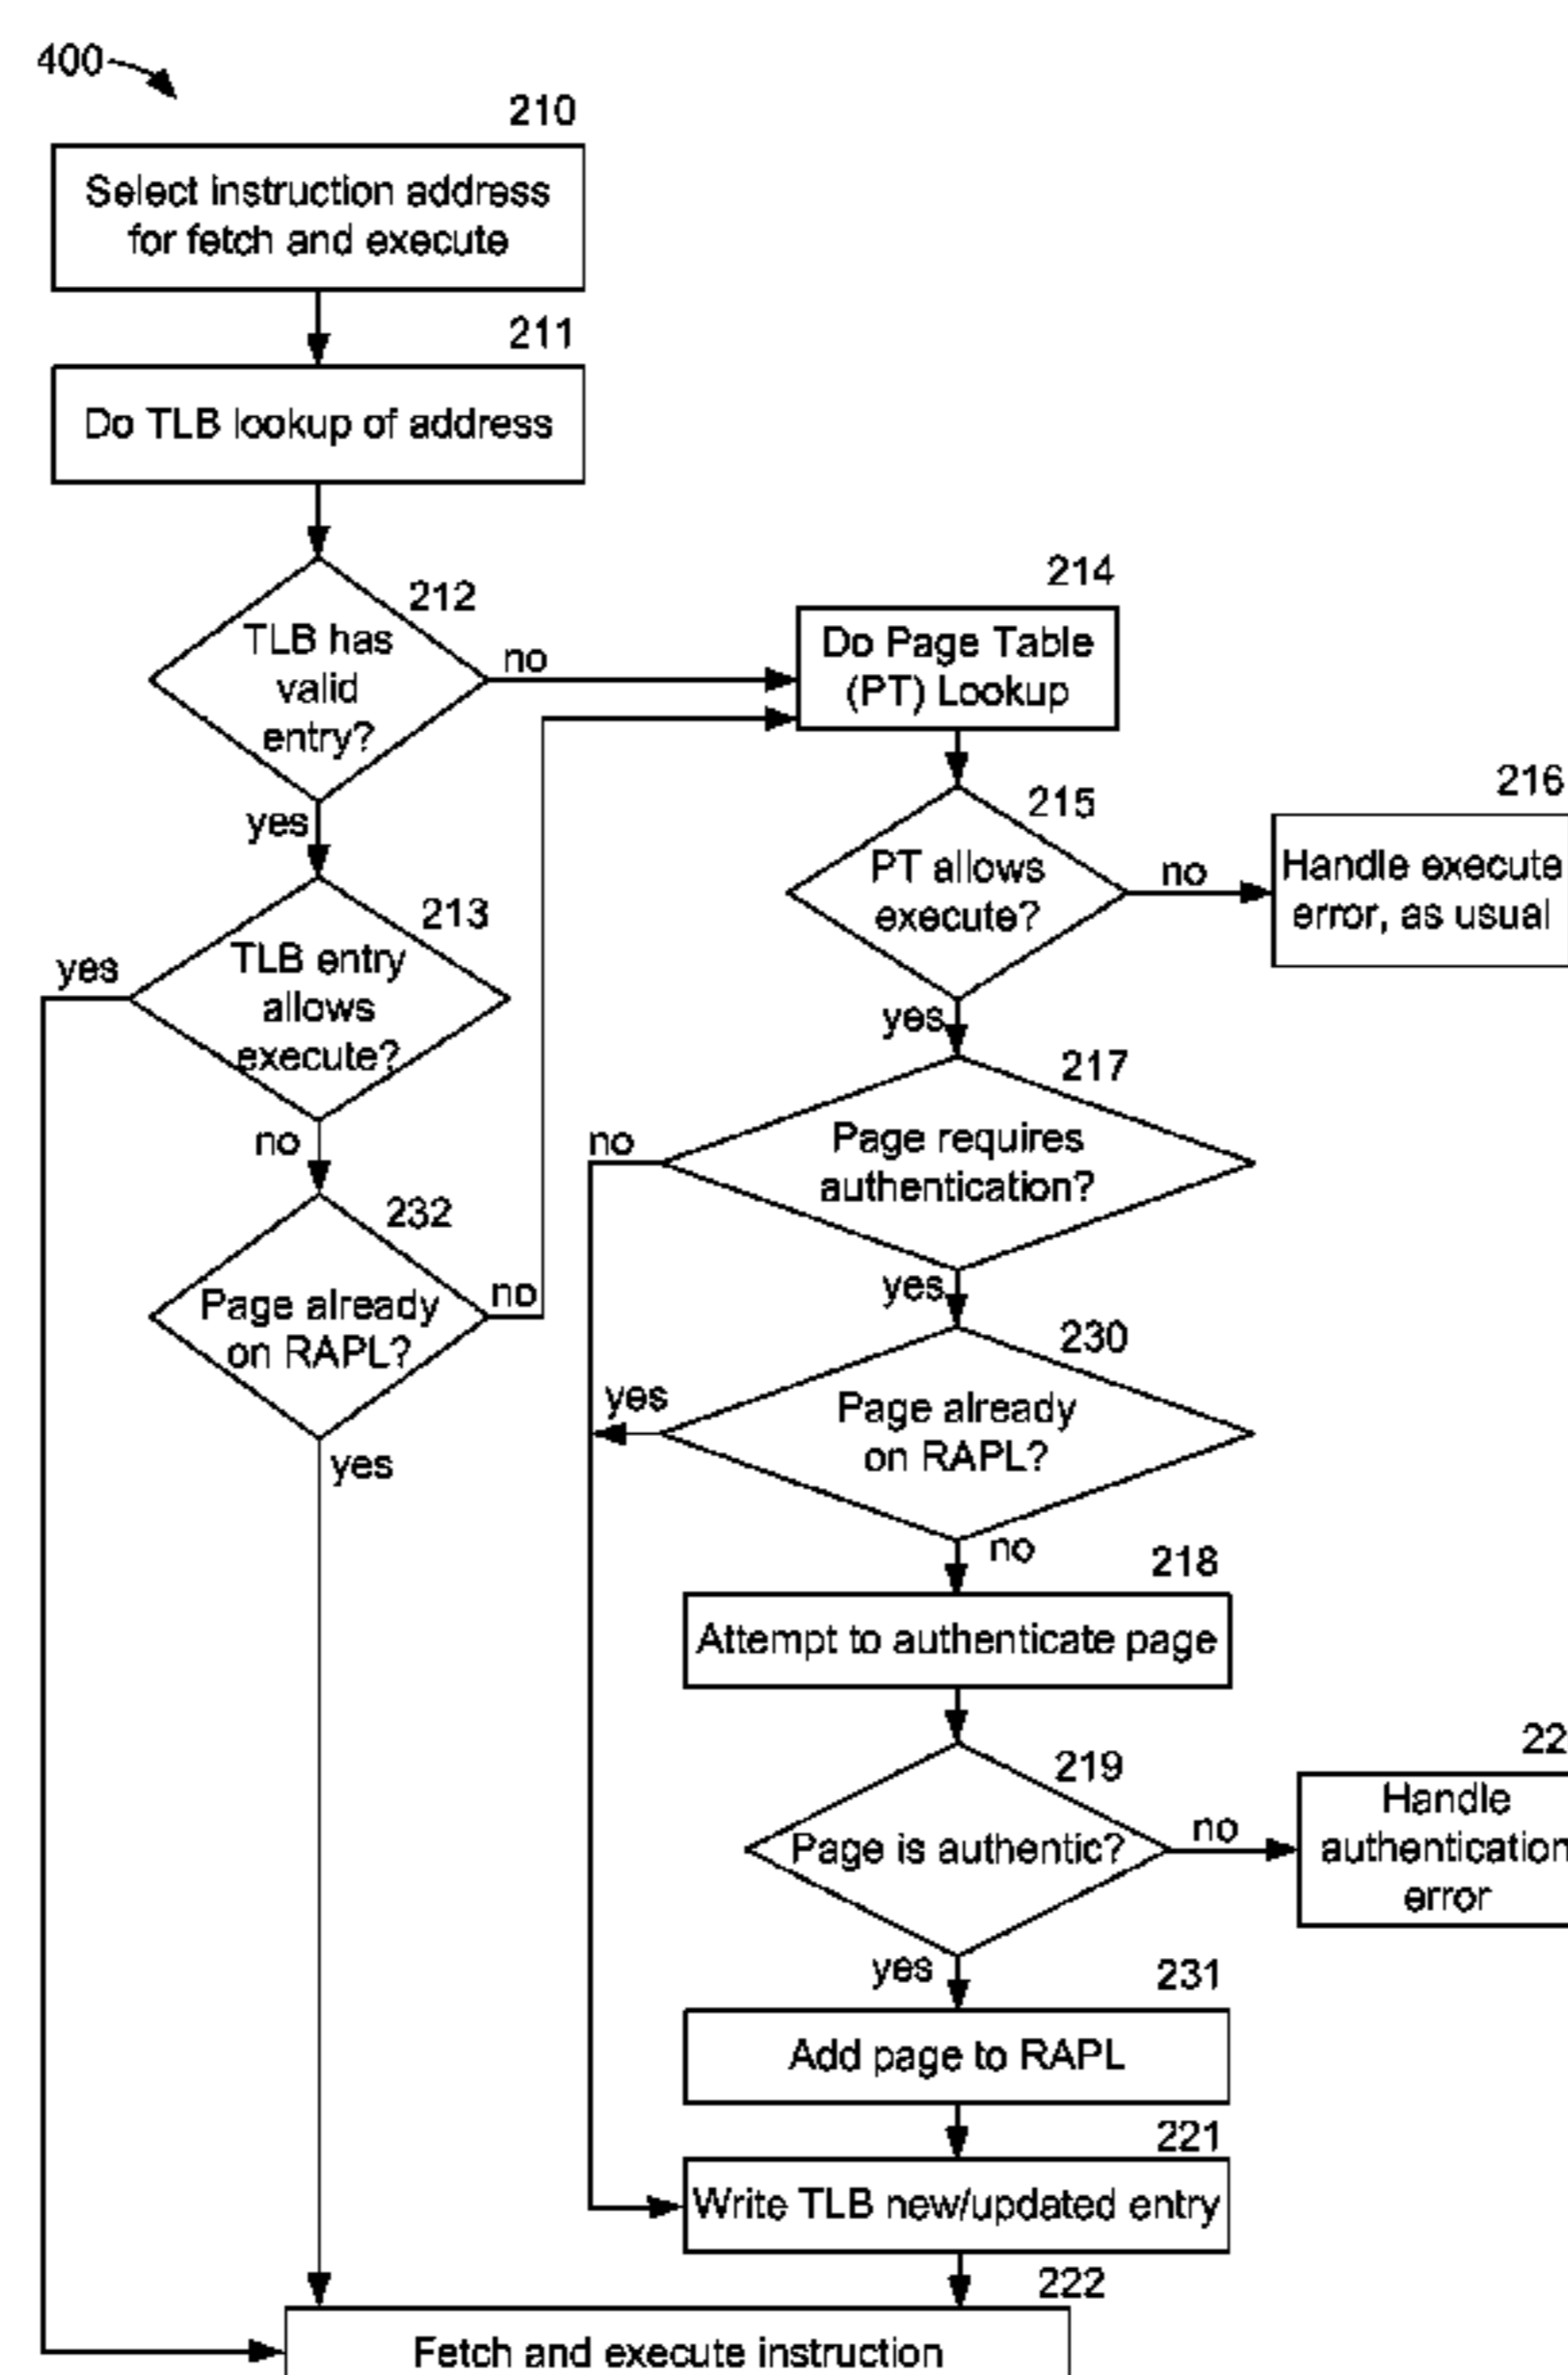 400
210
Select instruction address
for fetch and execute
211
Do TLB lookup of address
212
TLB has
valid
entry?
no
yes
214
Do Page Table
(PT) Lookup
215
PT allows
execute?
no
yes
216
Handle execute
error, as usual
213
TLB entry
allows
execute?
yes
no
217
Page requires
authentication?
no
yes
232
Page already
on RAPL?
no
yes
230
Page already
on RAPL?
yes
no
218
Attempt to authenticate page
219
Page is authentic?
no
yes
22
Handle
authentication
error
231
Add page to RAPL
221
Write TLB new/updated entry
222
Fetch and execute instruction